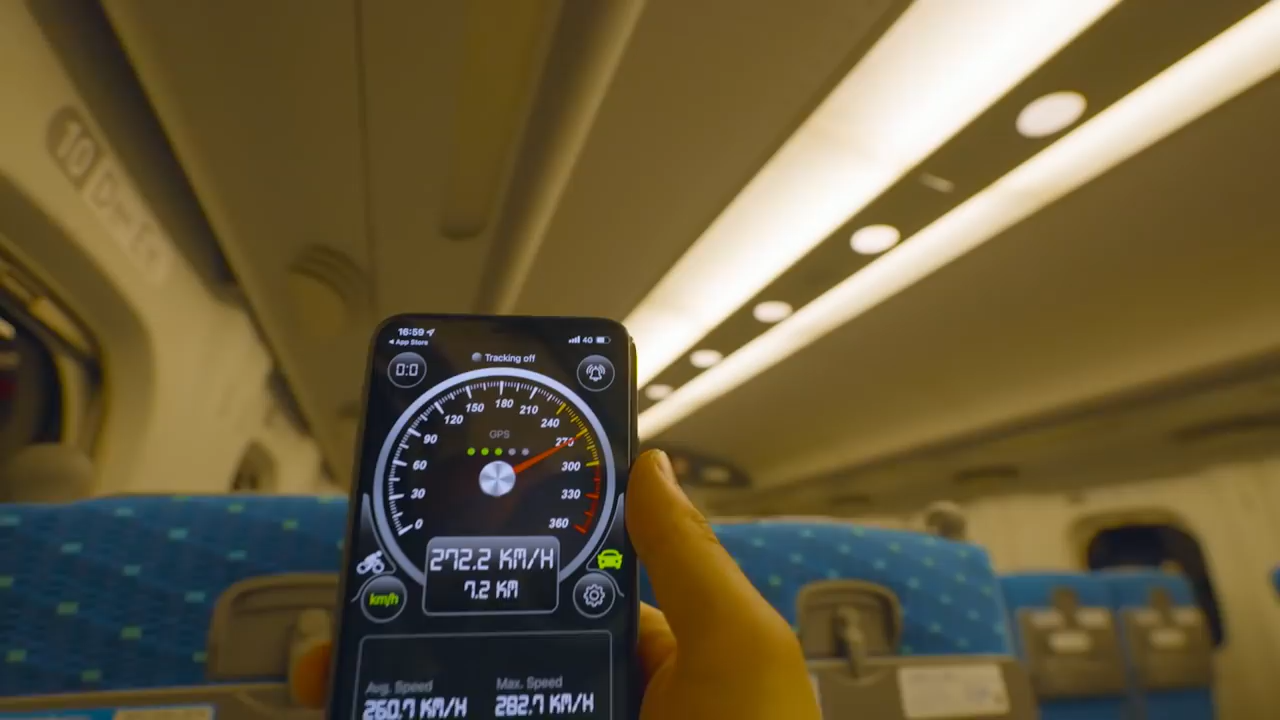 10 D
16:59
App Store
40
Tracking off
0:0
0
30
60
90
120
150
180
210
240
270
300
330
360
GPS
272.2 KM/H
7.2 KM
km/h
Avg. Speed
Max. Speed
260.7 KM/H
282.7 KM/H